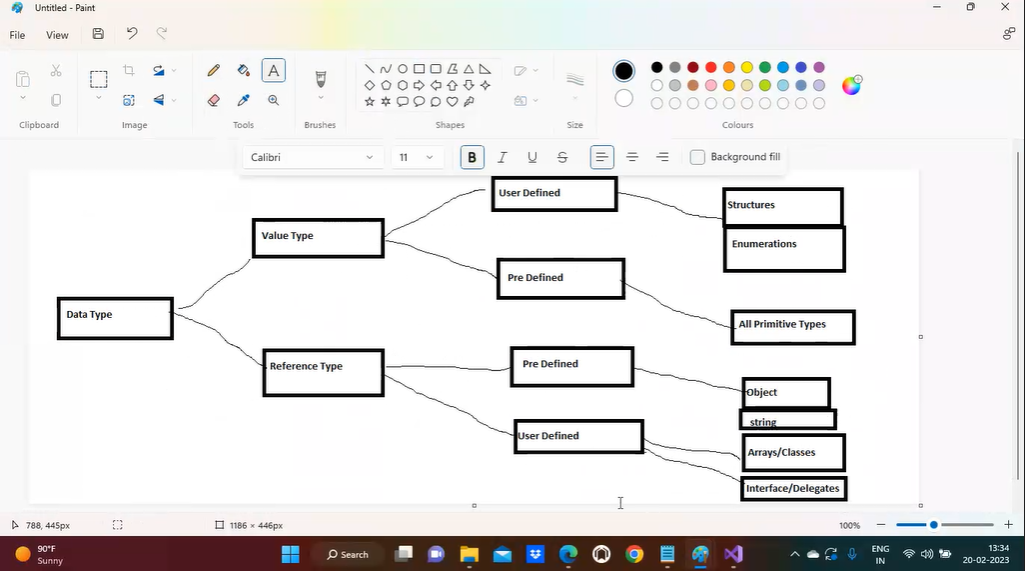 Untitled - Paint
File View
Clipboard
Image
Tools
Brushes
Shapes
Size
Colours
Calibri
11
B I U S
Background fill
User Defined
Structures
Value Type
Enumerations
Pre Defined
Data Type
All Primitive Types
Reference Type
Pre Defined
Object
string
User Defined
Arrays/Classes
Interface/Delegates
788, 445px
1186 × 446px
100%
90°F
Sunny
Search
ENG
IN
13:34
20-02-2023